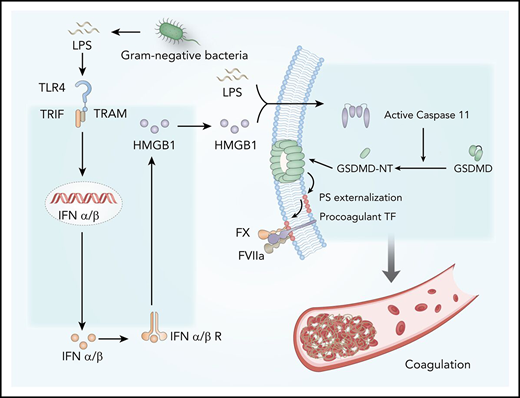 LPS
Gram-negative bacteria
TLR4
TRIF
TRAM
LPS
HMGB1
HMGB1
Active Caspase 11
GSDMD-NT
GSDMD
IFN α/β
PS externalization
Procoagulant TF
FX
FVIIa
IFN α/β
IFN α/β R
Coagulation